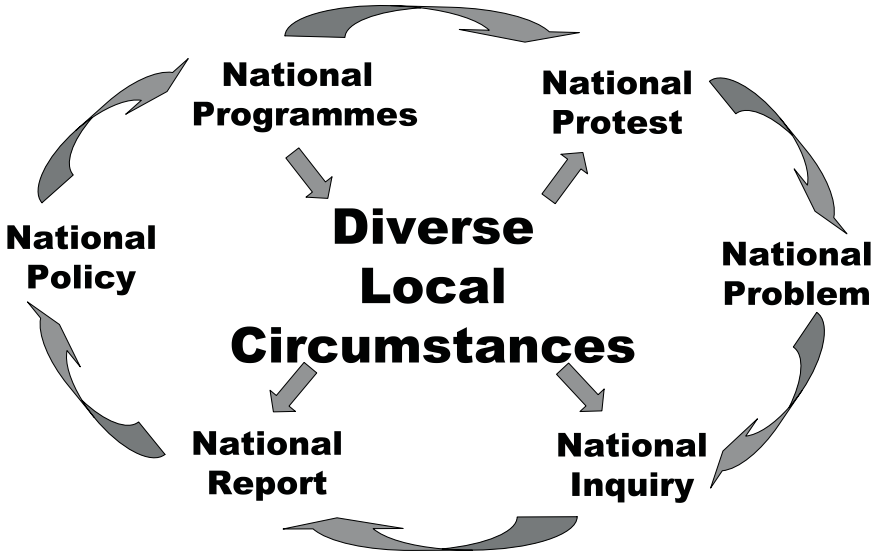 National
Programmes
National
Protest
National
Policy
Diverse
Local
Circumstances
National
Problem
National
Report
National
Inquiry